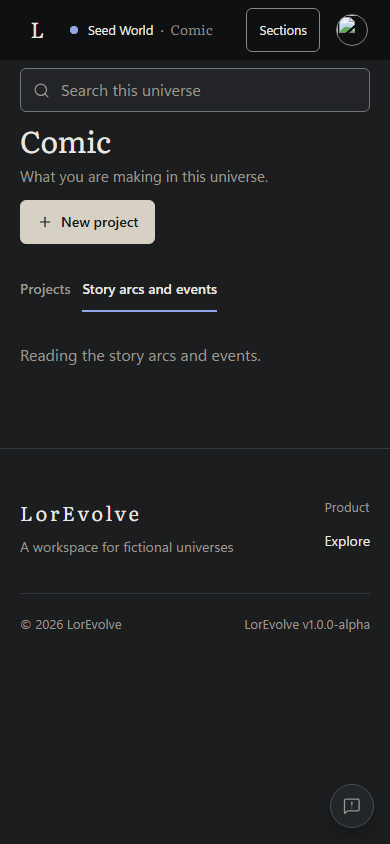 L
Seed World · Comic
Sections
Search this universe
Comic
What you are making in this universe.
New project
Projects
Story arcs and events
Reading the story arcs and events.
LorEvolve
A workspace for fictional universes
Product
Explore
© 2026 LorEvolve
LorEvolve v1.0.0-alpha